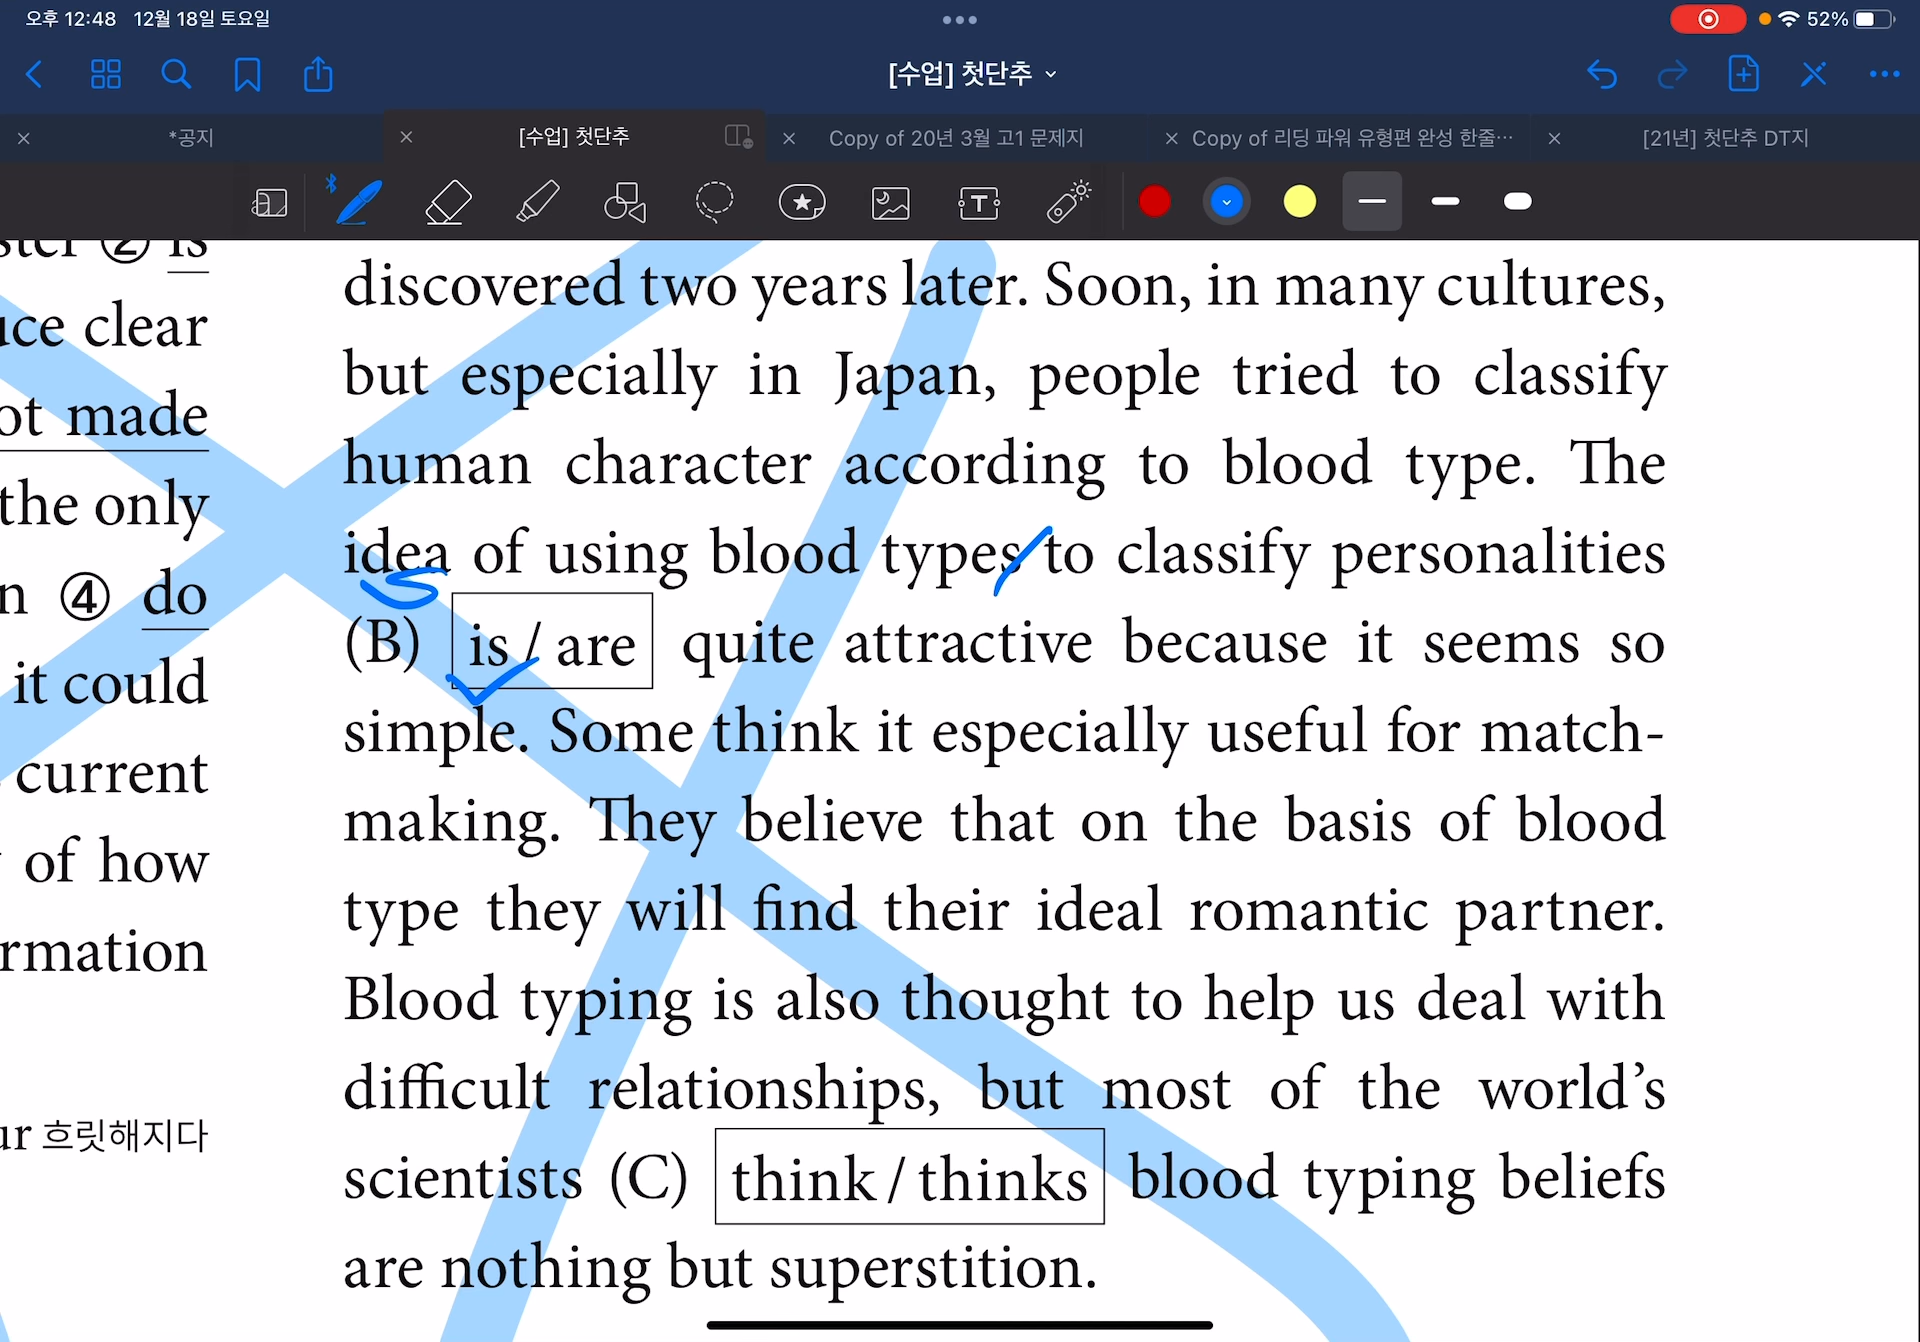 오후 12:48 12월 18일 토요일
52%
[수업] 첫단추
*공지
[수업] 첫단추
Copy of 20년 3월 고1 문제지
Copy of 리딩 파워 유형편 완성 한줄…
[21년] 첫단추 DT지
② is
clear
made
the only
④ do
it could
current
of how
흐릿해지다
discovered two years later. Soon, in many cultures,
but especially in Japan, people tried to classify
human character according to blood type. The
idea of using blood types to classify personalities
S
(B) is / are quite attractive because it seems so
simple. Some think it especially useful for match-
making. They believe that on the basis of blood
type they will find their ideal romantic partner.
Blood typing is also thought to help us deal with
difficult relationships, but most of the world's
scientists (C) think / thinks blood typing beliefs
are nothing but superstition.